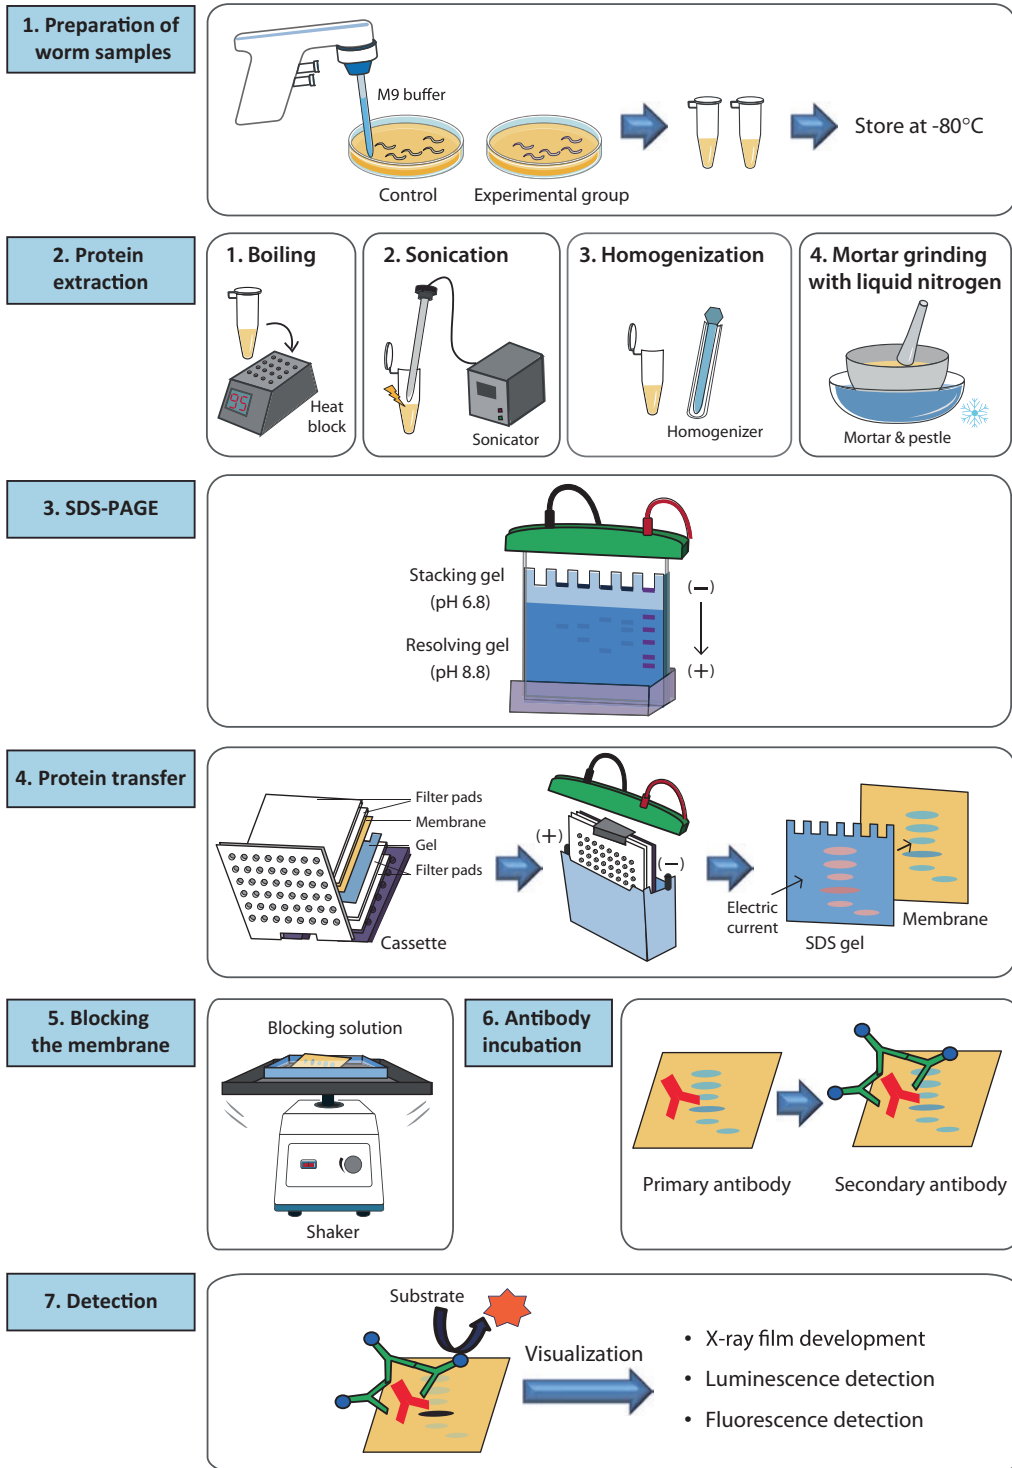 1. Preparation of
worm samples
M9 buffer
Control
Experimental group
Store at -80°C
2. Protein
extraction
1. Boiling
95
Heat
block
2. Sonication
Sonicator
3. Homogenization
Homogenizer
4. Mortar grinding
with liquid nitrogen
Mortar & pestle
3. SDS-PAGE
Stacking gel
(pH 6.8)
Resolving gel
(pH 8.8)
(−)
(+)
4. Protein transfer
Filter pads
Membrane
Gel
Filter pads
Cassette
(+)
(−)
Electric
current
SDS gel
Membrane
5. Blocking
the membrane
Blocking solution
Shaker
6. Antibody
incubation
Primary antibody
Secondary antibody
7. Detection
Substrate
Visualization
• X-ray film development
• Luminescence detection
• Fluorescence detection